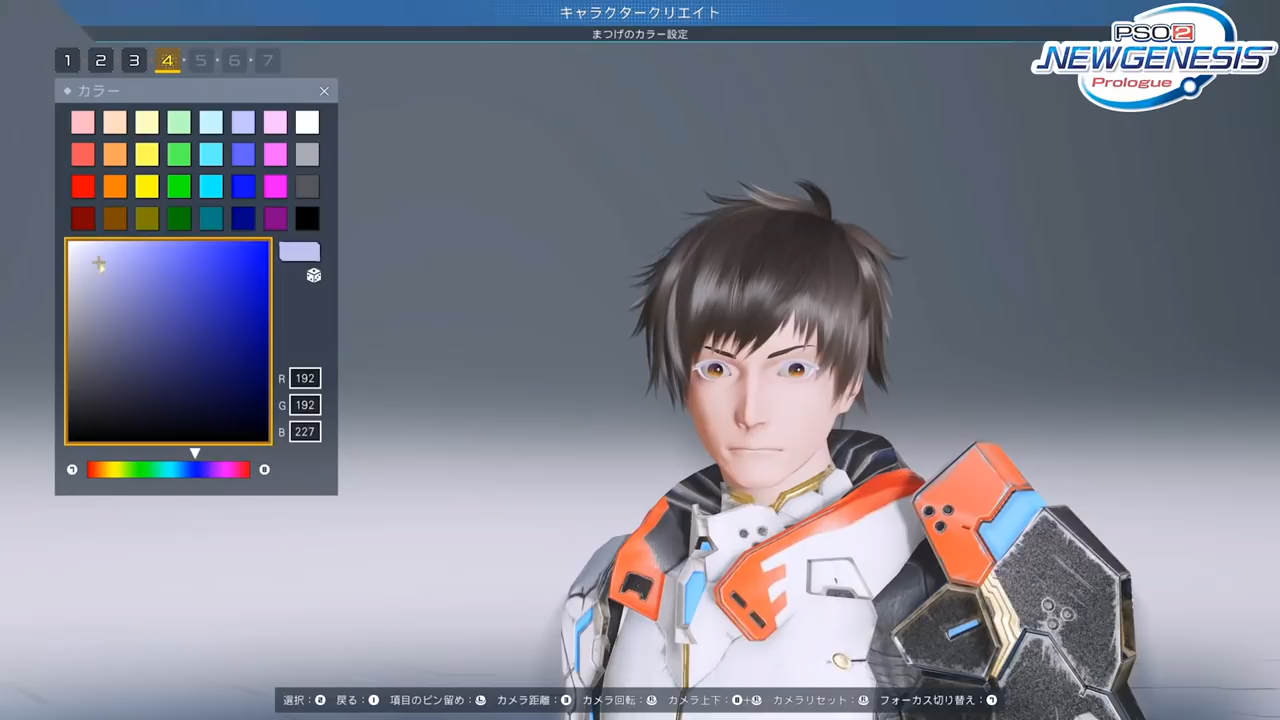 キャラクタークリエイト
まつげのカラー設定
PSO2
NEW GENESIS
Prologue
1 2 3 4 5 6 7
カラー
R 192
G 192
B 227
選択: 戻る: 項目のピン留め: カメラ距離: カメラ回転: カメラ上下: + カメラリセット: フォーカス切り替え: